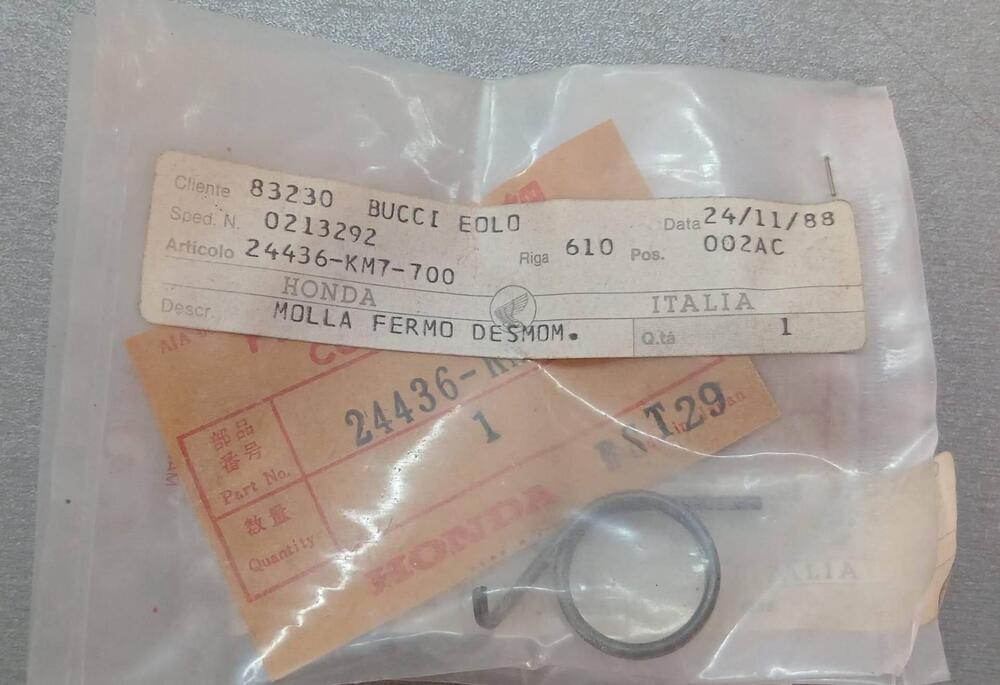 Cliente 83230 BUCCI EOLO Data 24/11/88
Sped. N. 0213292 Riga 610 Pos. 002AC
Articolo 24436-KM7-700
HONDA ITALIA
Descr. MOLLA FERMO DESMOM. Q.tà 1
部品
番号
Part No.
24436-
数量
Quantity
1
T29
HONDA
ITALIA